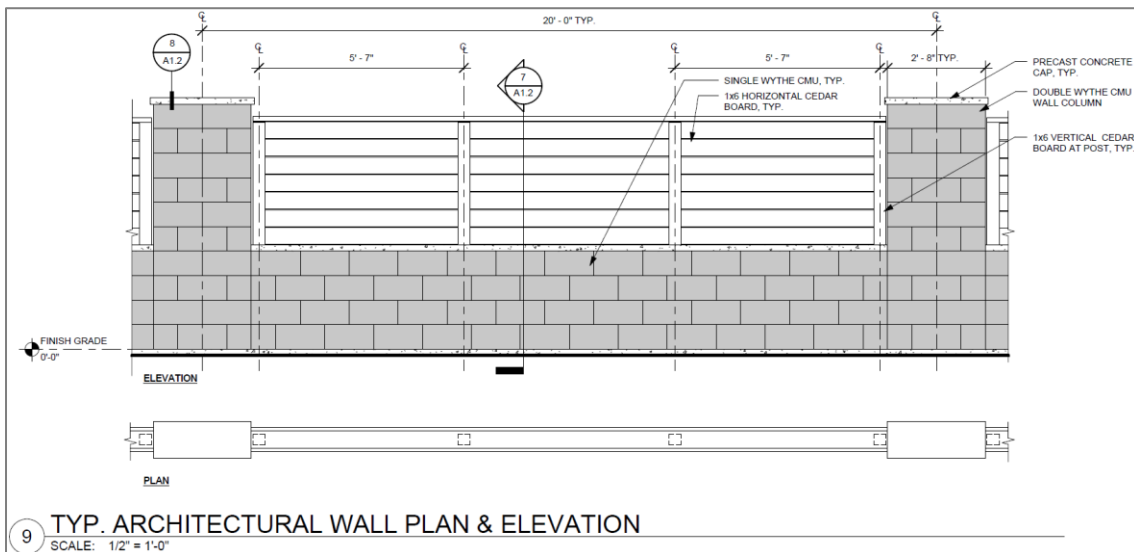 ℄
20' - 0" TYP.
℄
8
A1.2
℄
5' - 7"
℄
7
A1.2
℄
5' - 7"
℄
2' - 8" TYP.
PRECAST CONCRETE
CAP, TYP.
SINGLE WYTHE CMU, TYP.
1x6 HORIZONTAL CEDAR
BOARD, TYP.
DOUBLE WYTHE CMU
WALL COLUMN
1x6 VERTICAL CEDAR
BOARD AT POST, TYP.
FINISH GRADE
0'-0"
ELEVATION
PLAN
9
TYP. ARCHITECTURAL WALL PLAN & ELEVATION
SCALE: 1/2" = 1'-0"